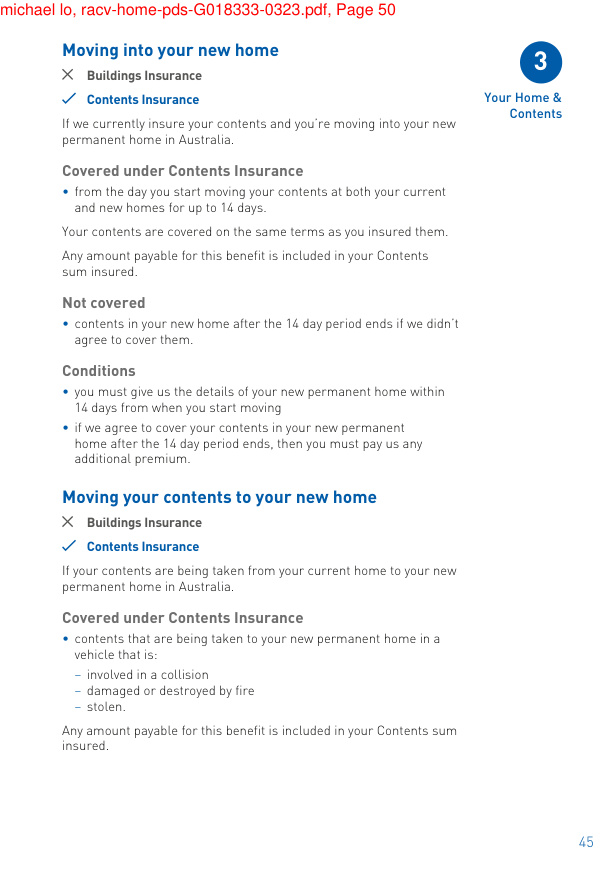 michael lo, racv-home-pds-G018333-0323.pdf, Page 50
3
Your Home &
Contents
Moving into your new home
Buildings Insurance
Contents Insurance
If we currently insure your contents and you’re moving into your new
permanent home in Australia.
Covered under Contents Insurance
• from the day you start moving your contents at both your current
and new homes for up to 14 days.
Your contents are covered on the same terms as you insured them.
Any amount payable for this benefit is included in your Contents
sum insured.
Not covered
• contents in your new home after the 14 day period ends if we didn’t
agree to cover them.
Conditions
• you must give us the details of your new permanent home within
14 days from when you start moving
• if we agree to cover your contents in your new permanent
home after the 14 day period ends, then you must pay us any
additional premium.
Moving your contents to your new home
Buildings Insurance
Contents Insurance
If your contents are being taken from your current home to your new
permanent home in Australia.
Covered under Contents Insurance
• contents that are being taken to your new permanent home in a
vehicle that is:
– involved in a collision
– damaged or destroyed by fire
– stolen.
Any amount payable for this benefit is included in your Contents sum
insured.
45